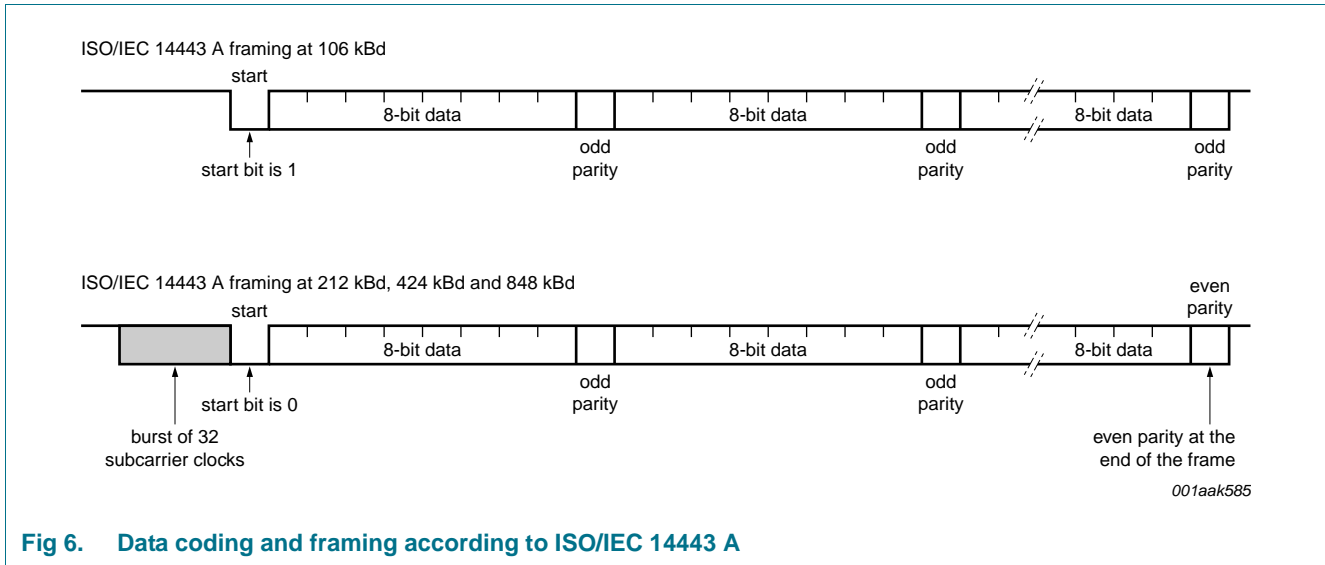 ISO/IEC 14443 A framing at 106 kBd
start
8-bit data
8-bit data
8-bit data
start bit is 1
odd
parity
odd
parity
odd
parity
ISO/IEC 14443 A framing at 212 kBd, 424 kBd and 848 kBd
even
parity
start
8-bit data
8-bit data
8-bit data
start bit is 0
odd
parity
odd
parity
burst of 32
subcarrier clocks
even parity at the
end of the frame
001aak585
Fig 6. Data coding and framing according to ISO/IEC 14443 A